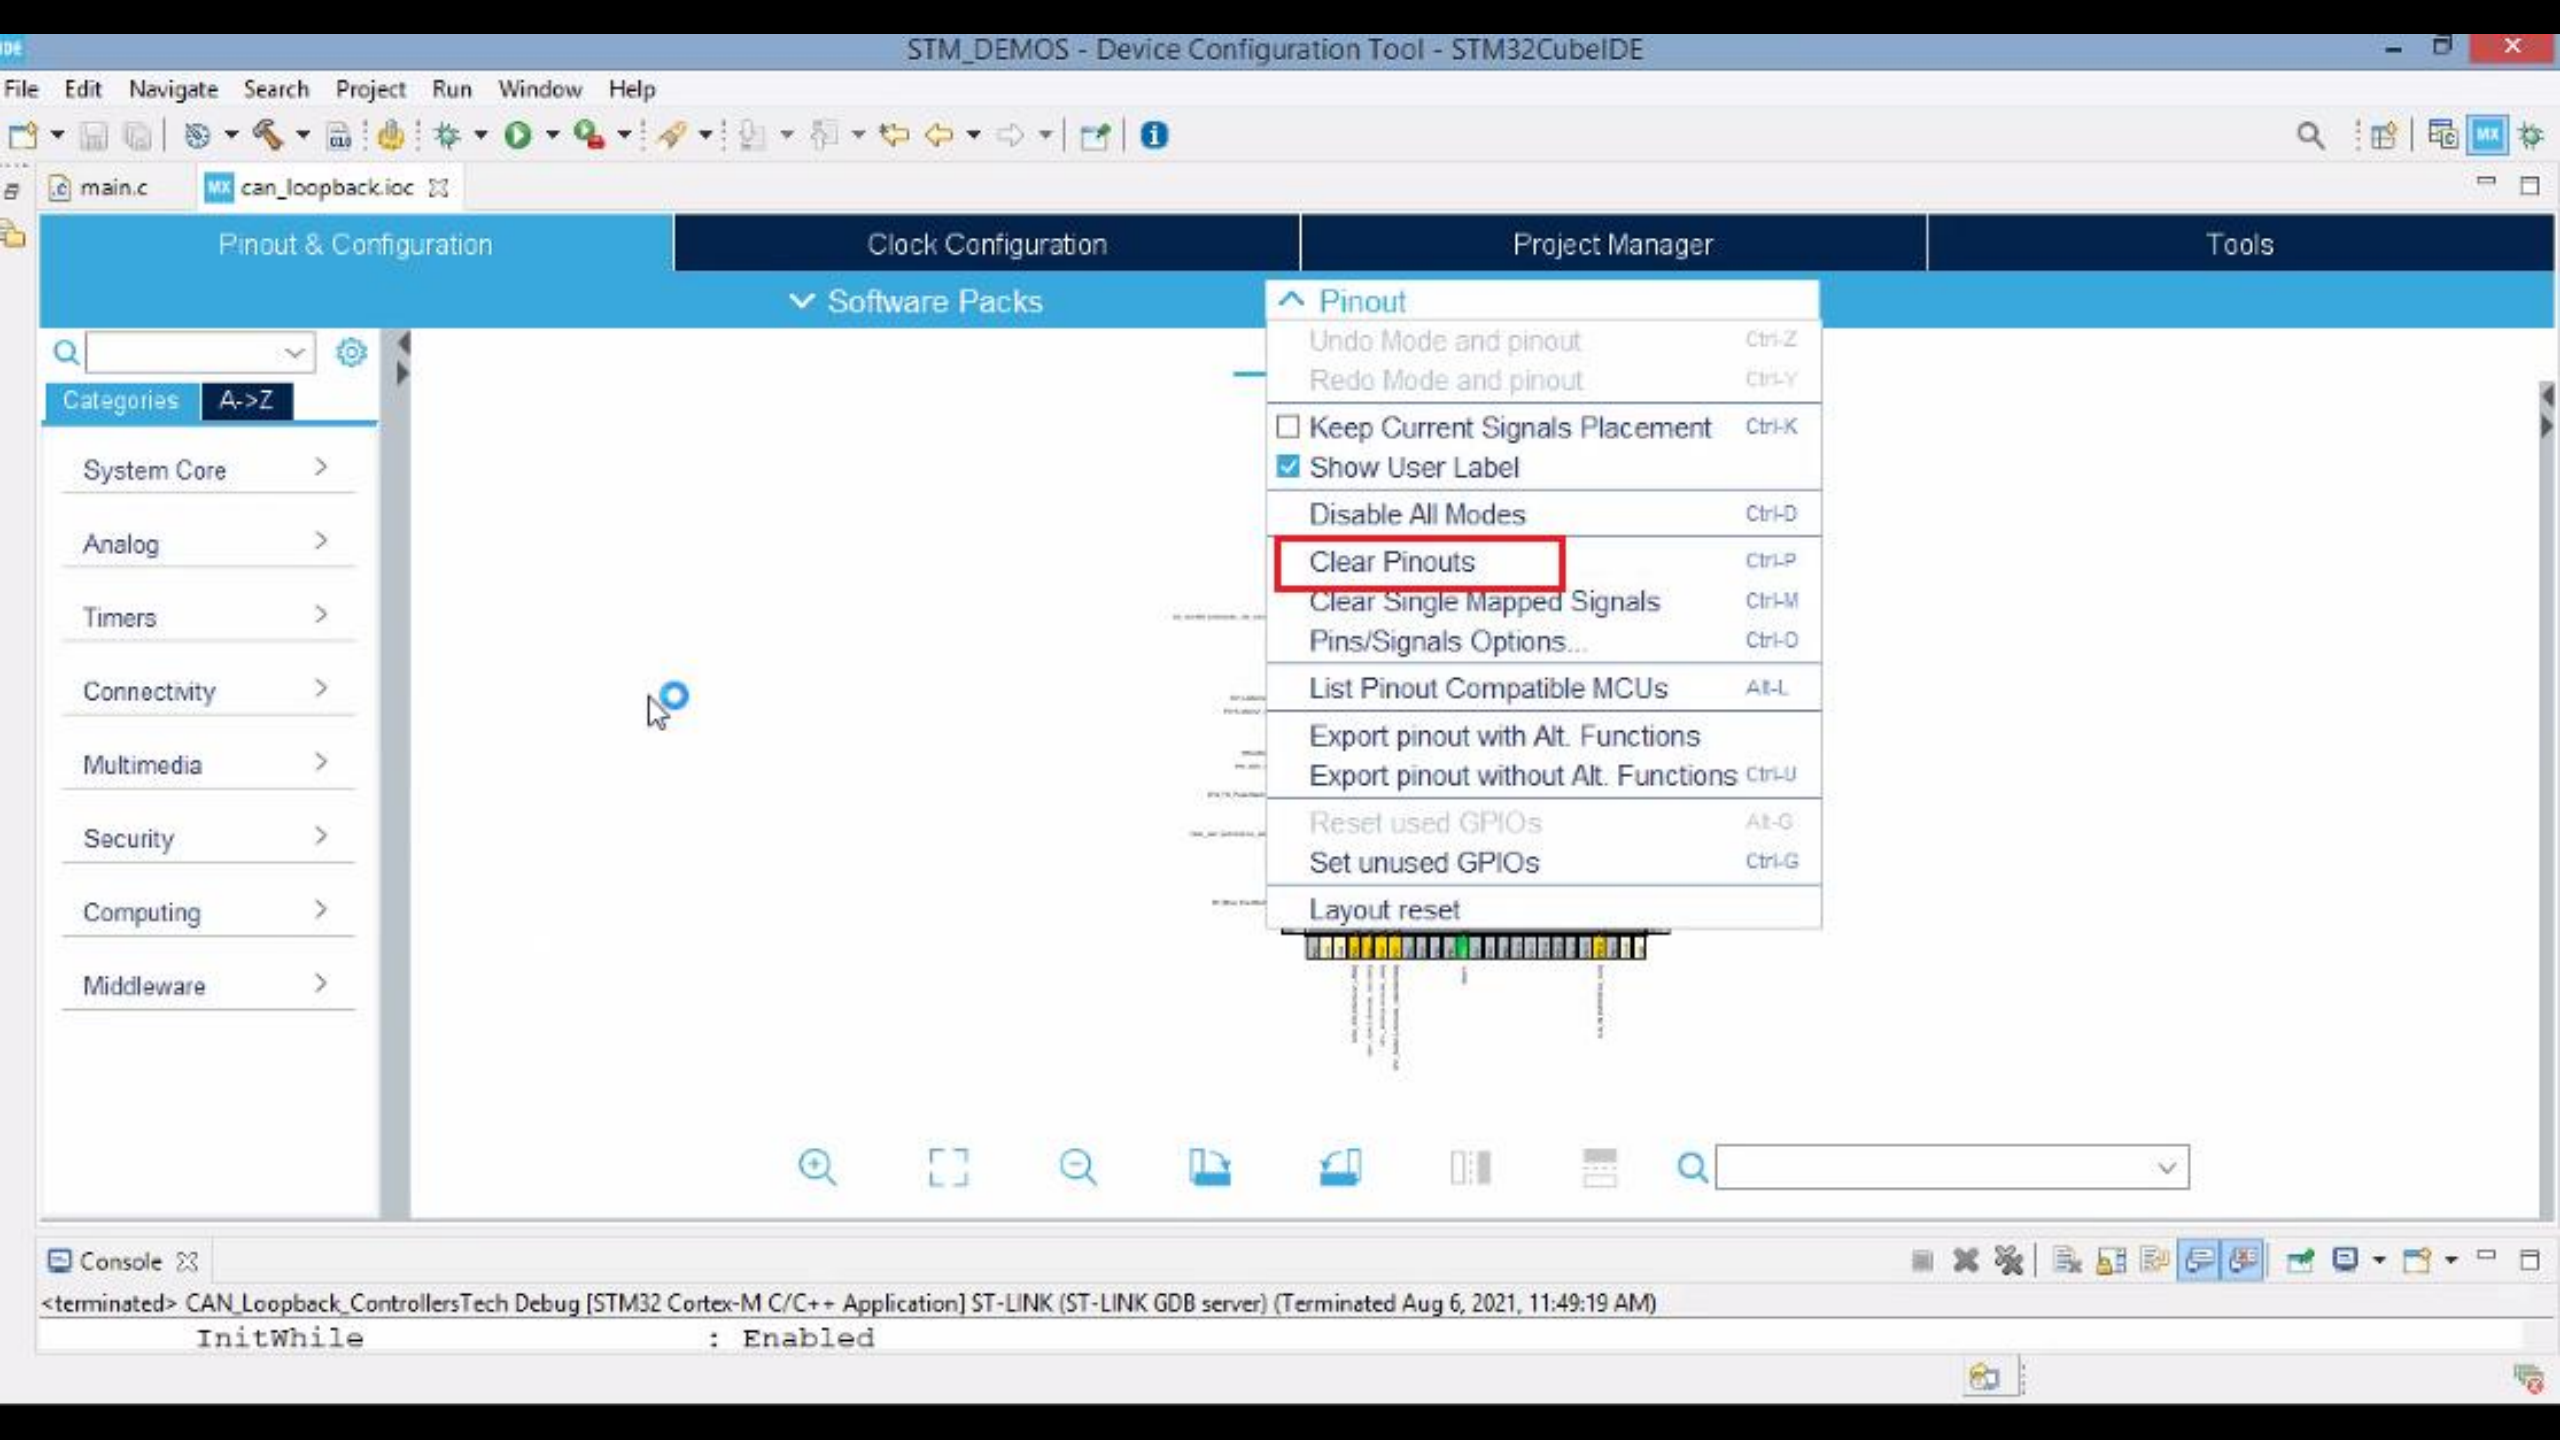 IDE
STM_DEMOS - Device Configuration Tool - STM32CubeIDE
File Edit Navigate Search Project Run Window Help
010
MX
main.c
MX can_loopback.ioc
Pinout & Configuration
Clock Configuration
Project Manager
Tools
Software Packs
Pinout
Undo Mode and pinout Ctrl-Z
Redo Mode and pinout Ctrl-Y
Keep Current Signals Placement Ctrl-K
Show User Label
Disable All Modes Ctrl-D
Clear Pinouts Ctrl-P
Clear Single Mapped Signals Ctrl-M
Pins/Signals Options... Ctrl-O
List Pinout Compatible MCUs Alt-L
Export pinout with Alt. Functions
Export pinout without Alt. Functions Ctrl-U
Reset used GPIOs Alt-G
Set unused GPIOs Ctrl-G
Layout reset
Categories A->Z
System Core
Analog
Timers
Connectivity
Multimedia
Security
Computing
Middleware
Console
<terminated> CAN_Loopback_ControllersTech Debug [STM32 Cortex-M C/C++ Application] ST-LINK (ST-LINK GDB server) (Terminated Aug 6, 2021, 11:49:19 AM)
InitWhile : Enabled